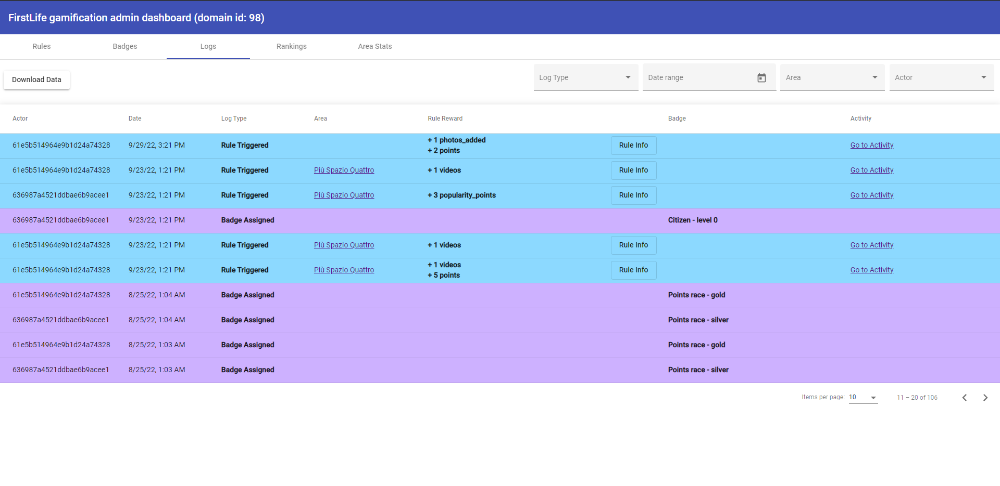 FirstLife gamification admin dashboard (domain id: 98)
Rules Badges Logs Rankings Area Stats
Download Data Log Type Date range Area Actor
Actor Date Log Type Area Rule Reward Badge Activity
61e5b514964e9b1d24a74328 9/29/22, 3:21 PM Rule Triggered + 1 photos_added Rule Info Go to Activity
+ 2 points
61e5b514964e9b1d24a74328 9/23/22, 1:21 PM Rule Triggered Più Spazio Quattro + 1 videos Rule Info Go to Activity
636987a4521ddbae6b9acee1 9/23/22, 1:21 PM Rule Triggered Più Spazio Quattro + 3 popularity_points Rule Info Go to Activity
636987a4521ddbae6b9acee1 9/23/22, 1:21 PM Badge Assigned Citizen - level 0
61e5b514964e9b1d24a74328 9/23/22, 1:21 PM Rule Triggered Più Spazio Quattro + 1 videos Rule Info Go to Activity
61e5b514964e9b1d24a74328 9/23/22, 1:21 PM Rule Triggered Più Spazio Quattro + 1 videos Rule Info Go to Activity
+ 5 points
61e5b514964e9b1d24a74328 8/25/22, 1:04 AM Badge Assigned Points race - gold
636987a4521ddbae6b9acee1 8/25/22, 1:04 AM Badge Assigned Points race - silver
61e5b514964e9b1d24a74328 8/25/22, 1:03 AM Badge Assigned Points race - gold
636987a4521ddbae6b9acee1 8/25/22, 1:03 AM Badge Assigned Points race - silver
Items per page: 10 11 – 20 of 106